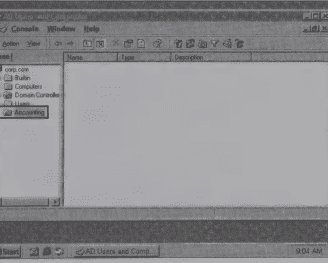 Console Window Help
Action View
Name Type Description
corp.com
Builtin
Computers
Domain Controller
Users
Accounting
Start AD Users and Comp... 9:04 AM